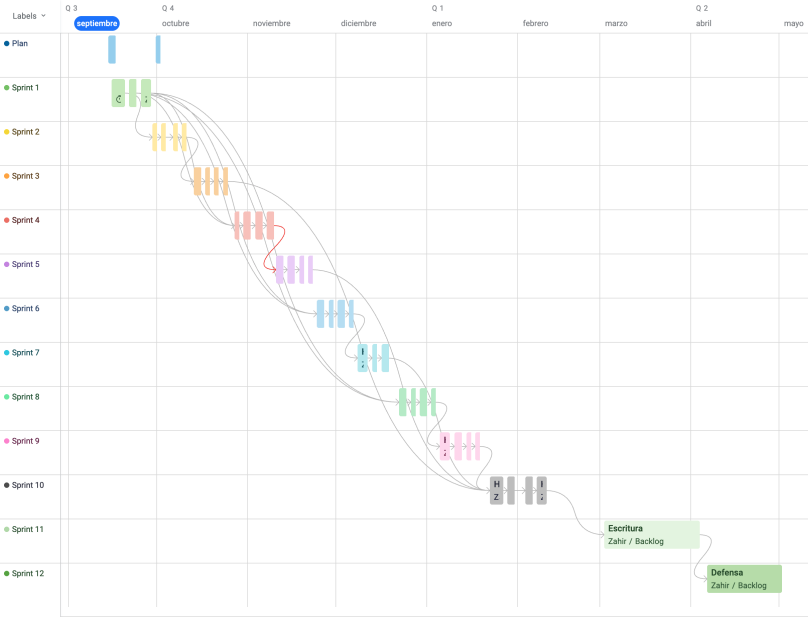 Q 3 Q 4 Q 1 Q 2
Labels septiembre octubre noviembre diciembre enero febrero marzo abril mayo
Plan
Sprint 1
Sprint 2
Sprint 3
Sprint 4
Sprint 5
Sprint 6
Sprint 7
Sprint 8
Sprint 9
Sprint 10
H
Z
Sprint 11
Escritura
Zahir / Backlog
Sprint 12
Defensa
Zahir / Backlog